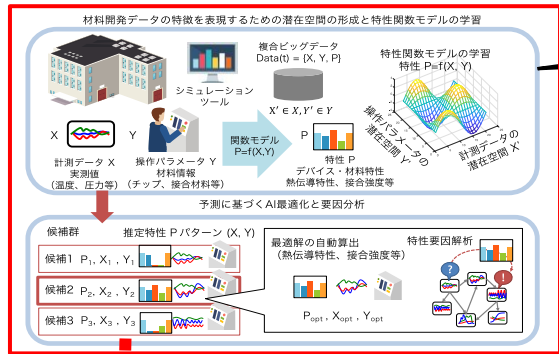 材料開発データの特徴を表現するための潜在空間の形成と特性関数モデルの学習
シミュレーション
ツール
複合ビッグデータ
Data(t) = {X, Y, P}
X′ ∈ X, Y′ ∈ Y
特性関数モデルの学習
特性 P=f(X, Y)
操作パラメータの
潜在空間 Y'
計測データの
潜在空間 X'
X
Y
計測データ X
実測値
(温度、圧力等)
操作パラメータ Y
材料情報
(チップ、接合材料等)
関数モデル
P=f(X,Y)
P
特性 P
デバイス・材料特性
熱伝導特性、接合強度等
予測に基づくAI最適化と要因分析
候補群
推定特性 P パターン (X, Y)
候補1 P1, X1 , Y1
候補2 P2, X2 , Y2
候補3 P3, X3 , Y3
最適解の自動算出
(熱伝導特性、接合強度等)
Popt , Xopt , Yopt
特性要因解析
?
!